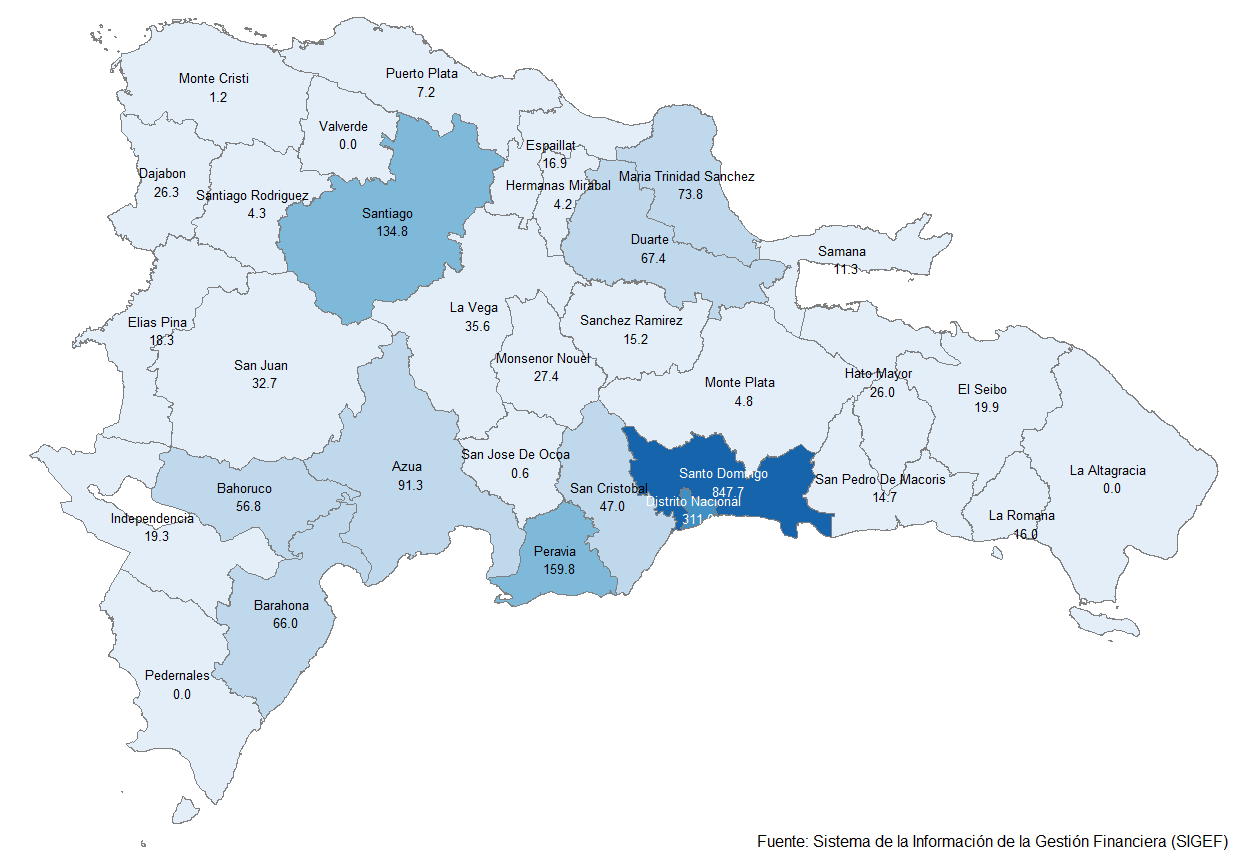 Monte Cristi
1.2
Puerto Plata
7.2
Valverde
0.0
Espaillat
16.9
Dajabon
26.3
Santiago Rodriguez
4.3
Hermanas Mirabal
4.2
Maria Trinidad Sanchez
73.8
Santiago
134.8
Duarte
67.4
Samana
11.3
La Vega
35.6
Elias Pina
18.3
Sanchez Ramirez
15.2
San Juan
32.7
Monsenor Nouel
27.4
Monte Plata
4.8
Hato Mayor
26.0
El Seibo
19.9
San Jose De Ocoa
0.6
Azua
91.3
La Altagracia
0.0
Santo Domingo
847.7
San Pedro De Macoris
14.7
Bahoruco
56.8
San Cristobal
47.0
Distrito Nacional
Independencia
19.3
La Romana
16.0
Peravia
159.8
Barahona
66.0
Pedernales
0.0
Fuente: Sistema de la Información de la Gestión Financiera (SIGEF)